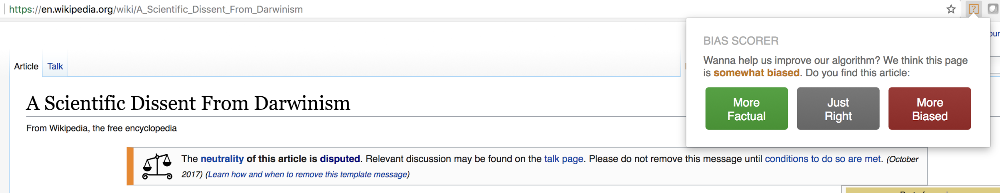 https://en.wikipedia.org/wiki/A_Scientific_Dissent_From_Darwinism
?
BIAS SCORER
Wanna help us improve our algorithm? We think this page
is somewhat biased. Do you find this article:
More
Factual
Just
Right
More
Biased
Article
Talk
A Scientific Dissent From Darwinism
From Wikipedia, the free encyclopedia
The neutrality of this article is disputed. Relevant discussion may be found on the talk page. Please do not remove this message until conditions to do so are met. (October
2017) (Learn how and when to remove this template message)